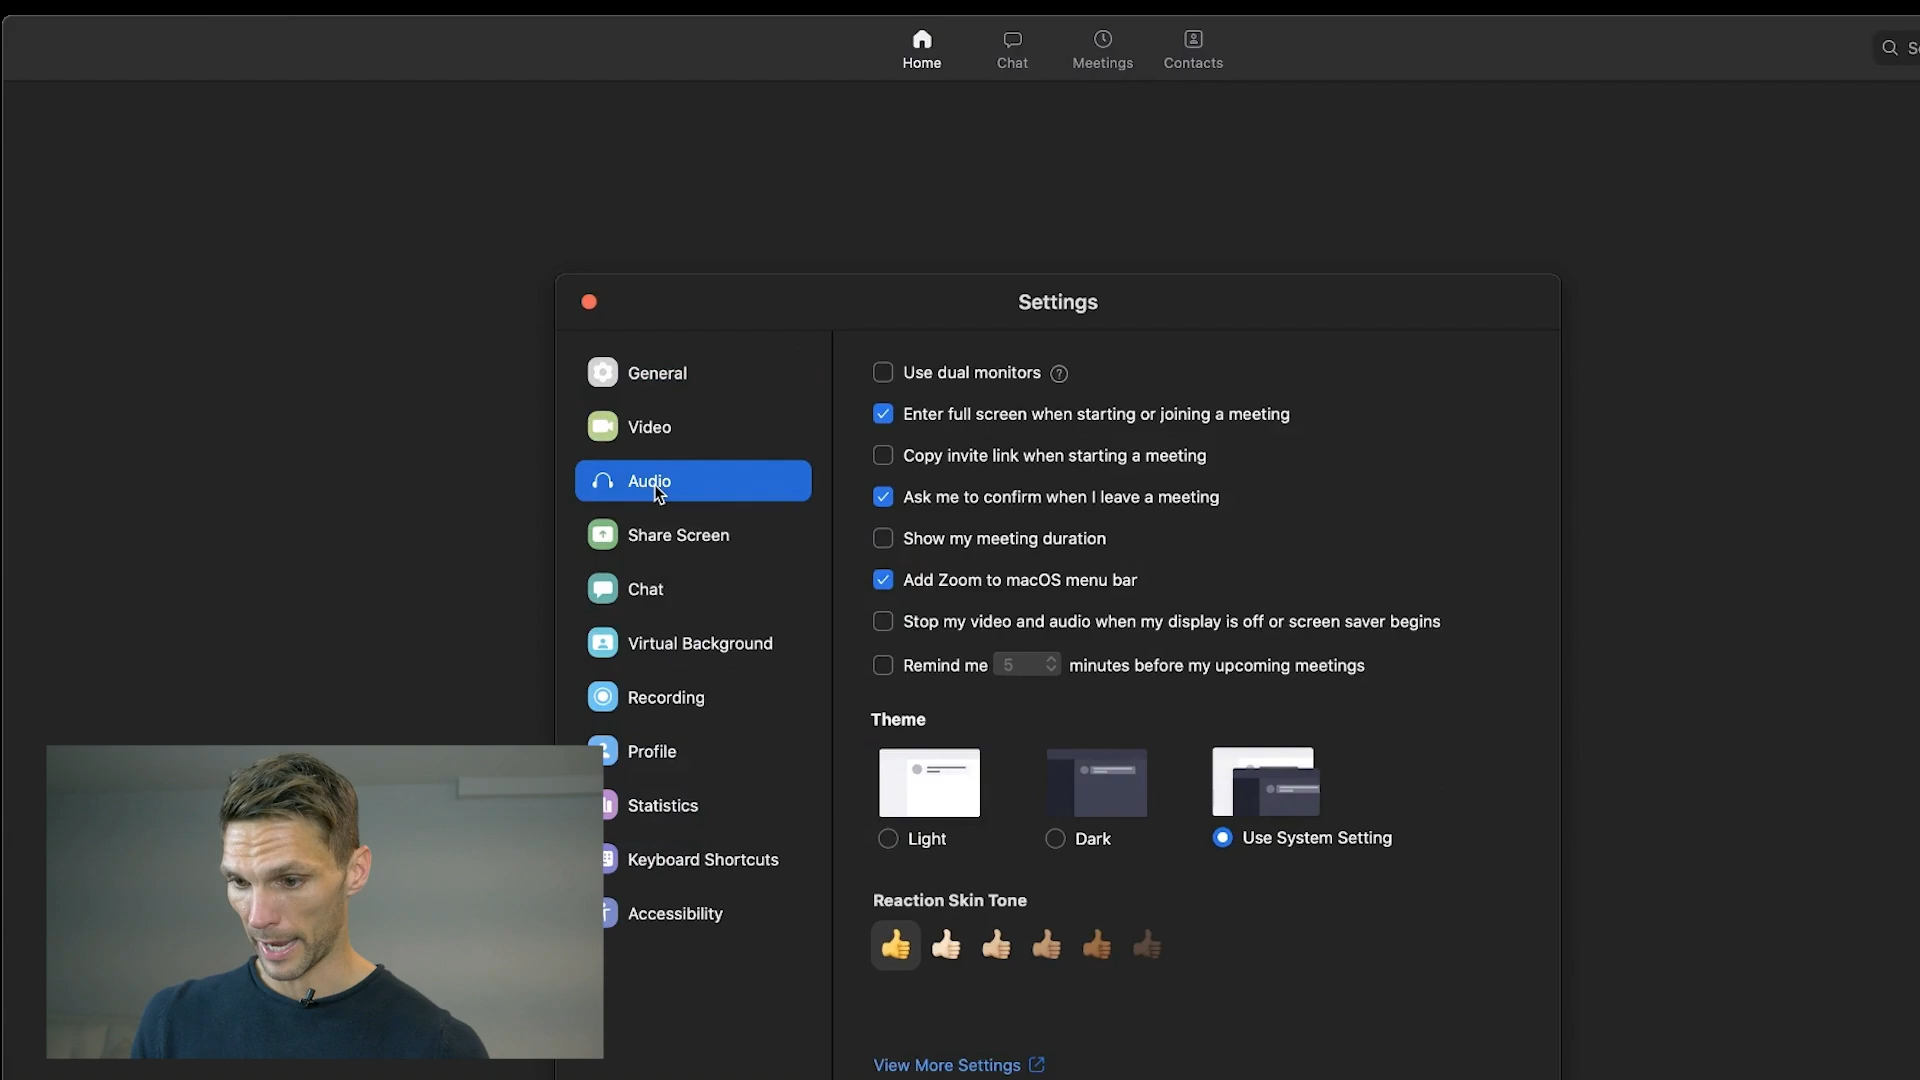 Home
Chat
Meetings
Contacts
Settings
General
Video
Audio
Share Screen
Chat
Virtual Background
Recording
Profile
Statistics
Keyboard Shortcuts
Accessibility
Use dual monitors ?
Enter full screen when starting or joining a meeting
Copy invite link when starting a meeting
Ask me to confirm when I leave a meeting
Show my meeting duration
Add Zoom to macOS menu bar
Stop my video and audio when my display is off or screen saver begins
Remind me 5 minutes before my upcoming meetings
Theme
Light
Dark
Use System Setting
Reaction Skin Tone
View More Settings